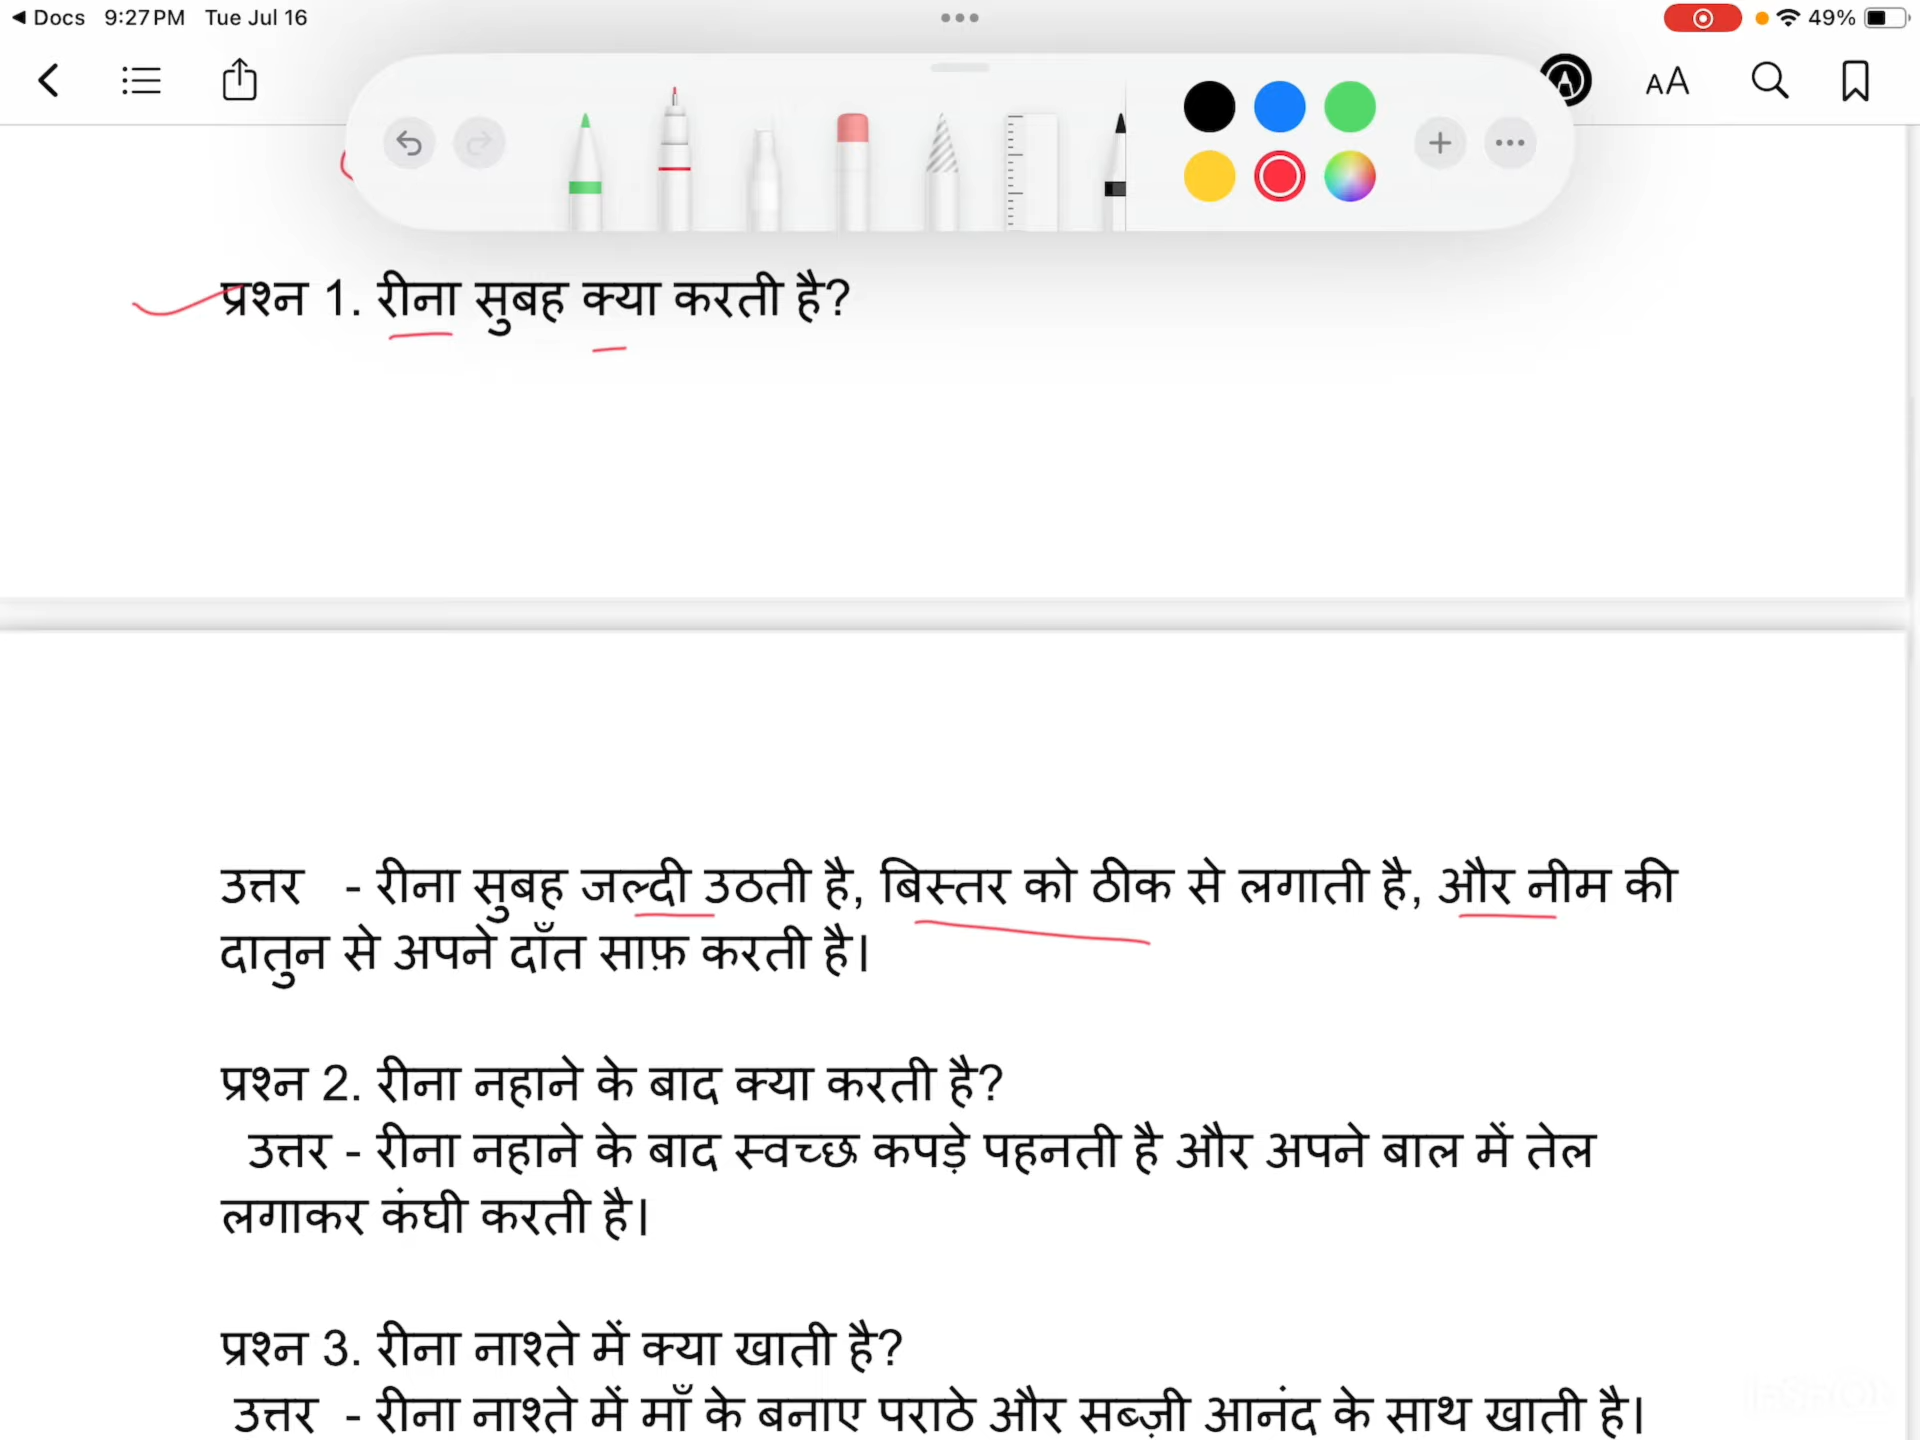 Docs 9:27 PM Tue Jul 16
49%
AA
प्रश्न 1. रीना सुबह क्या करती है?
उत्तर - रीना सुबह जल्दी उठती है, बिस्तर को ठीक से लगाती है, और नीम की
दातुन से अपने दाँत साफ़ करती है।
प्रश्न 2. रीना नहाने के बाद क्या करती है?
उत्तर - रीना नहाने के बाद स्वच्छ कपड़े पहनती है और अपने बाल में तेल
लगाकर कंघी करती है।
प्रश्न 3. रीना नाश्ते में क्या खाती है?
उत्तर - रीना नाश्ते में माँ के बनाए पराठे और सब्ज़ी आनंद के साथ खाती है।